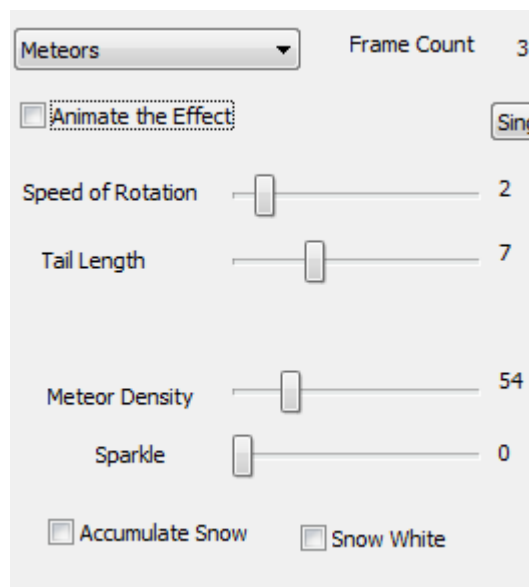 Meteors Frame Count 3
Animate the Effect
Speed of Rotation 2
Tail Length 7
Meteor Density 54
Sparkle 0
Accumulate Snow Snow White